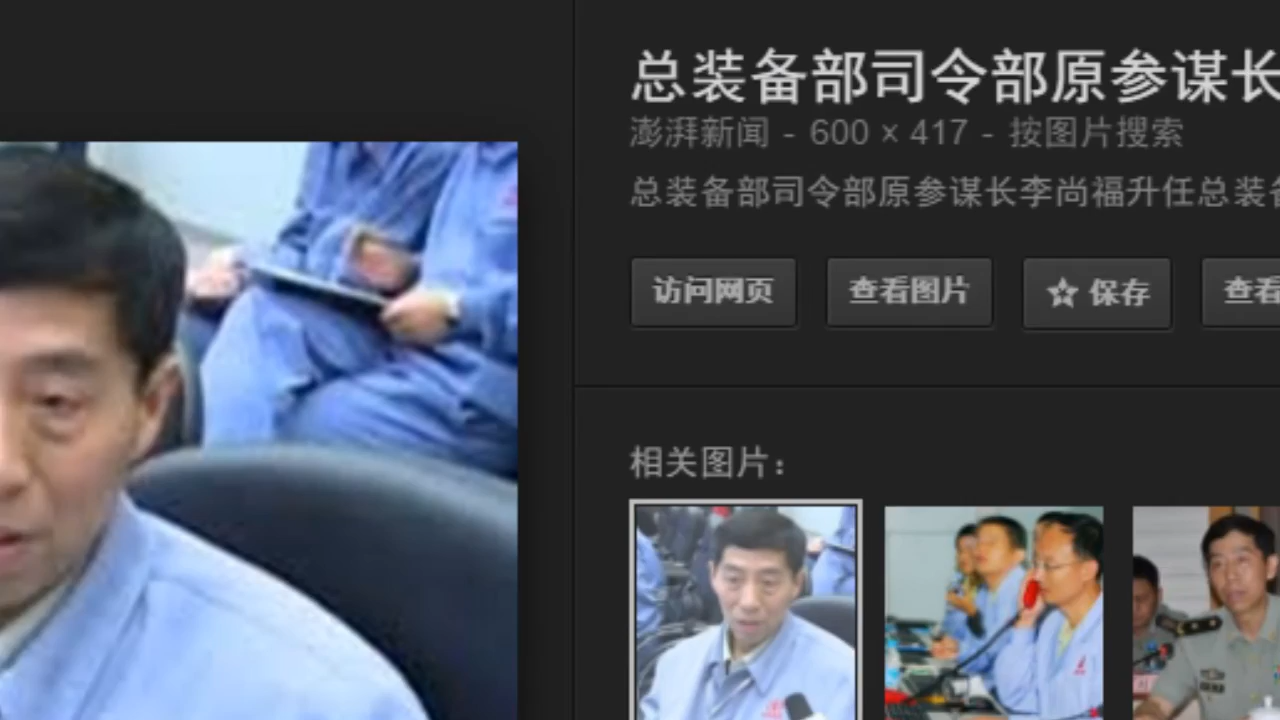 总装备部司令部原参谋长
澎湃新闻 - 600 × 417 - 按图片搜索
总装备部司令部原参谋长李尚福升任总装备
访问网页
查看图片
☆ 保存
查看
相关图片：